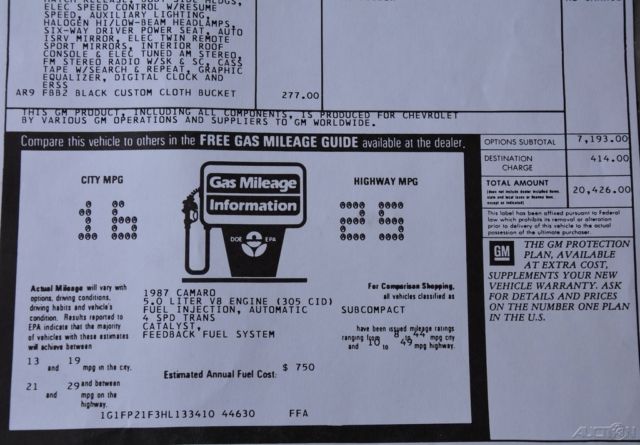 ELEC SPEED CONTROL W/RESUME
SPEED, AUXILIARY LIGHTING,
HALOGEN HI/LOW-BEAM HEADLAMPS,
SIX-WAY DRIVER POWER SEAT, AUTO
ISRV MIRROR, ELEC TWIN REMOTE
SPORT MIRRORS, INTERIOR ROOF
CONSOLE & ELEC TUNED AM STEREO,
FM STEREO RADIO W/SK & SC, CASS
TAPE W/SEARCH & REPEAT, GRAPHIC
EQUALIZER, DIGITAL CLOCK AND
ERSS
AR9 FBB2 BLACK CUSTOM CLOTH BUCKET 277.00
THIS GM PRODUCT, INCLUDING ALL COMPONENTS, IS PRODUCED FOR CHEVROLET
BY VARIOUS GM OPERATIONS AND SUPPLIERS TO GM WORLDWIDE.
Compare this vehicle to others in the FREE GAS MILEAGE GUIDE available at the dealer.
CITY MPG
16
Gas Mileage
Information
DOE EPA
HIGHWAY MPG
25
Actual Mileage will vary with
options, driving conditions,
driving habits and vehicle's
condition. Results reported to
EPA indicate that the majority
of vehicles with these estimates
will achieve between
13 and 19
mpg in the city.
21 and 29 and between
mpg on the
highway.
1987 CAMARO
5.0 LITER V8 ENGINE (305 CID)
FUEL INJECTION, AUTOMATIC
4 SPD TRANS
CATALYST,
FEEDBACK FUEL SYSTEM
Estimated Annual Fuel Cost: $ 750
For Comparison Shopping,
all vehicles classified as
SUBCOMPACT
have been issued mileage ratings
ranging from 8 to 44 mpg city
and 10 to 49 mpg highway.
1G1FP21F3HL133410 44630 FFA
OPTIONS SUBTOTAL 7,193.00
DESTINATION
CHARGE 414.00
TOTAL AMOUNT 20,426.00
This label has been affixed pursuant to Federal
law which prohibits its removal or alteration
prior to delivery of this vehicle to the actual
possession of the ultimate purchaser.
GM
THE GM PROTECTION
PLAN, AVAILABLE
AT EXTRA COST,
SUPPLEMENTS YOUR NEW
VEHICLE WARRANTY. ASK
FOR DETAILS AND PRICES
ON THE NUMBER ONE PLAN
IN THE U.S.